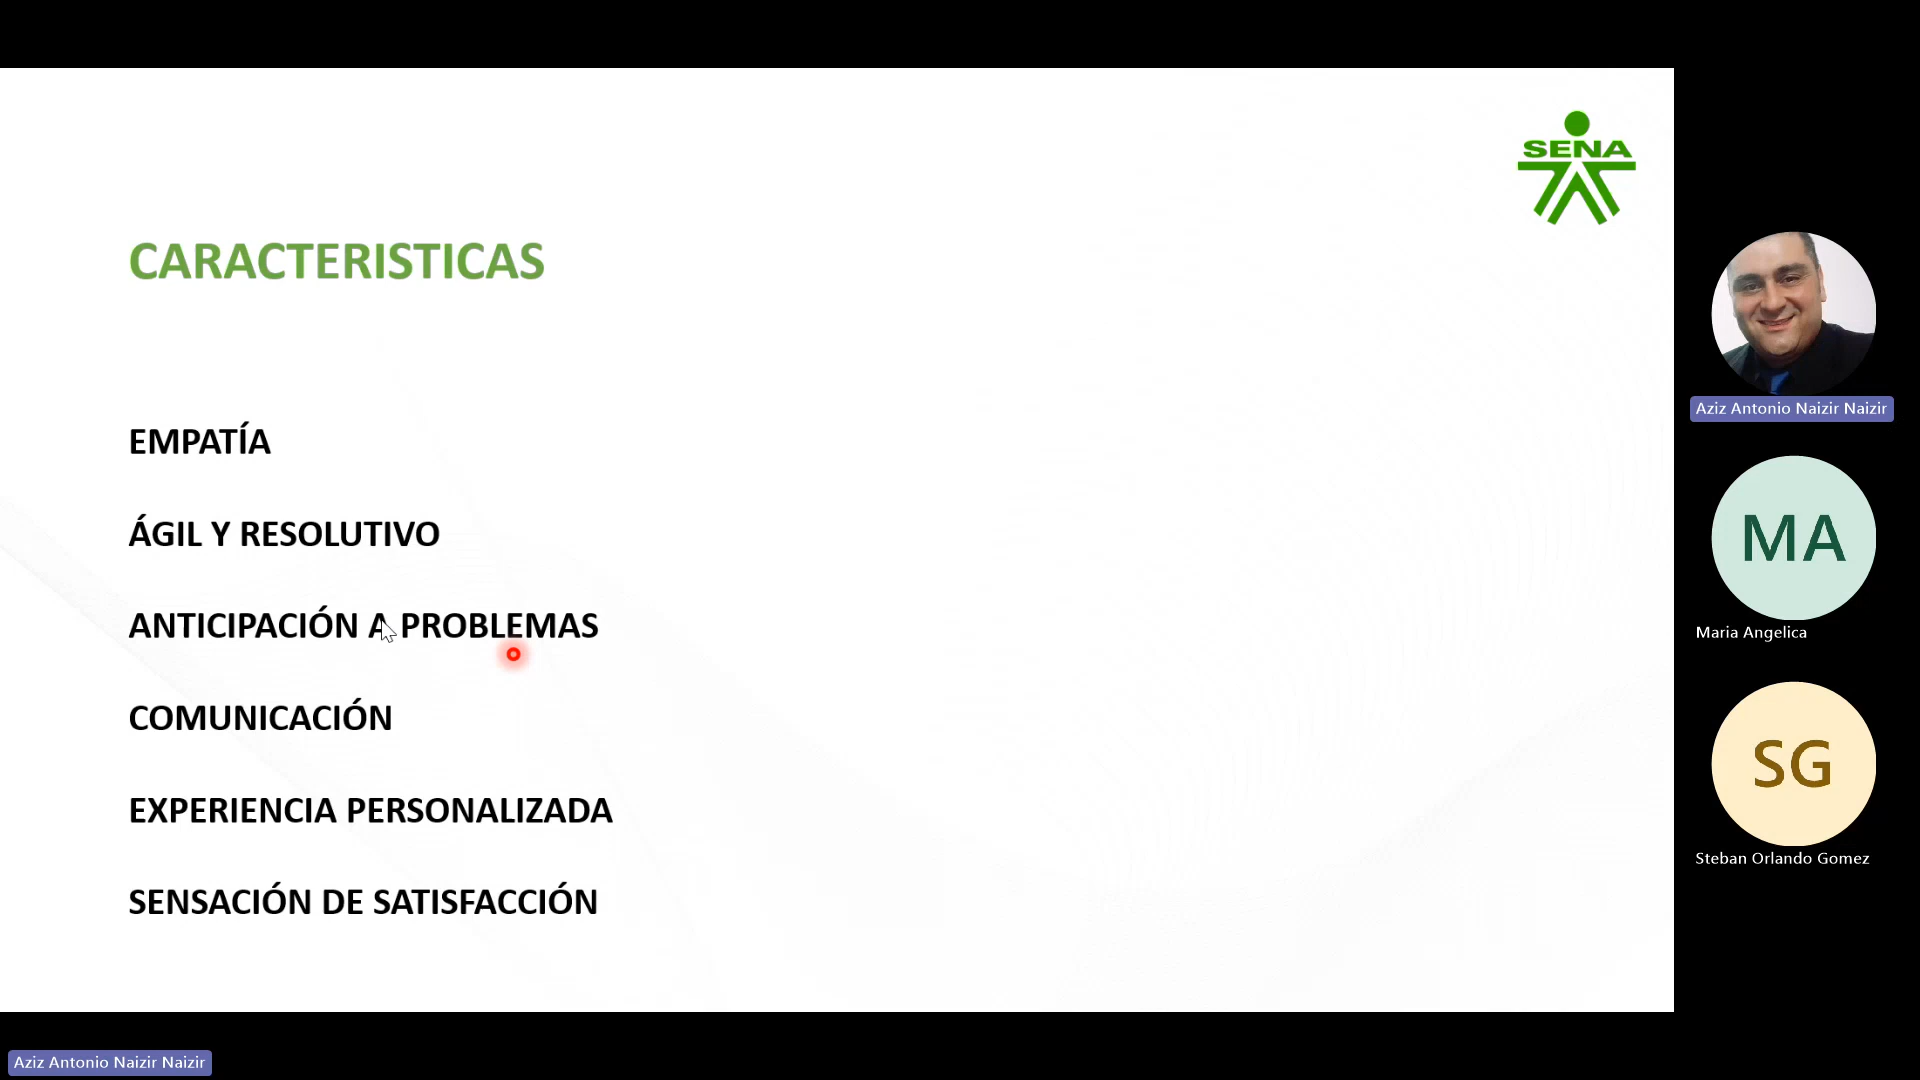 SENA
CARACTERISTICAS
EMPATÍA
ÁGIL Y RESOLUTIVO
ANTICIPACIÓN A PROBLEMAS
COMUNICACIÓN
EXPERIENCIA PERSONALIZADA
SENSACIÓN DE SATISFACCIÓN
Aziz Antonio Naizir Naizir
MA
Maria Angelica
SG
Steban Orlando Gomez
Aziz Antonio Naizir Naizir